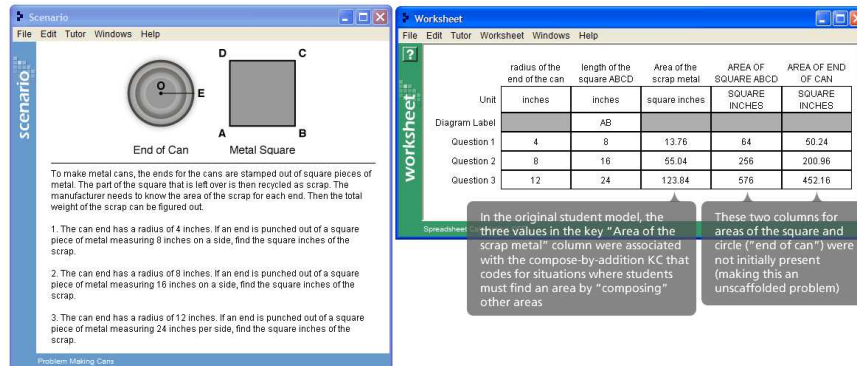 Scenario
File Edit Tutor Windows Help
scenario
D C
O E
A B
End of Can Metal Square
To make metal cans, the ends for the cans are stamped out of square pieces of
metal. The part of the square that is left over is then recycled as scrap. The
manufacturer needs to know the area of the scrap for each end. Then the total
weight of the scrap can be figured out.
1. The can end has a radius of 4 inches. If an end is punched out of a square
piece of metal measuring 8 inches on a side, find the square inches of the
scrap.
2. The can end has a radius of 8 inches. If an end is punched out of a square
piece of metal measuring 16 inches on a side, find the square inches of the
scrap.
3. The can end has a radius of 12 inches. If an end is punched out of a square
piece of metal measuring 24 inches per side, find the square inches of the
scrap.
Problem Making Cans
Worksheet
File Edit Tutor Worksheet Windows Help
?
worksheet
radius of the length of the Area of the AREA OF AREA OF END
end of the can square ABCD scrap metal SQUARE ABCD OF CAN
Unit inches inches square inches SQUARE INCHES SQUARE INCHES
Diagram Label AB
Question 1 4 8 13.76 64 50.24
Question 2 8 16 55.04 256 200.96
Question 3 12 24 123.84 576 452.16
Spreadsheet
In the original student model, the
three values in the key “Area of the
scrap metal” column were associated
with the compose-by-addition KC that
codes for situations where students
must find an area by “composing”
other areas
These two columns for
areas of the square and
circle (“end of can”) were
not initially present
(making this an
unscaffolded problem)